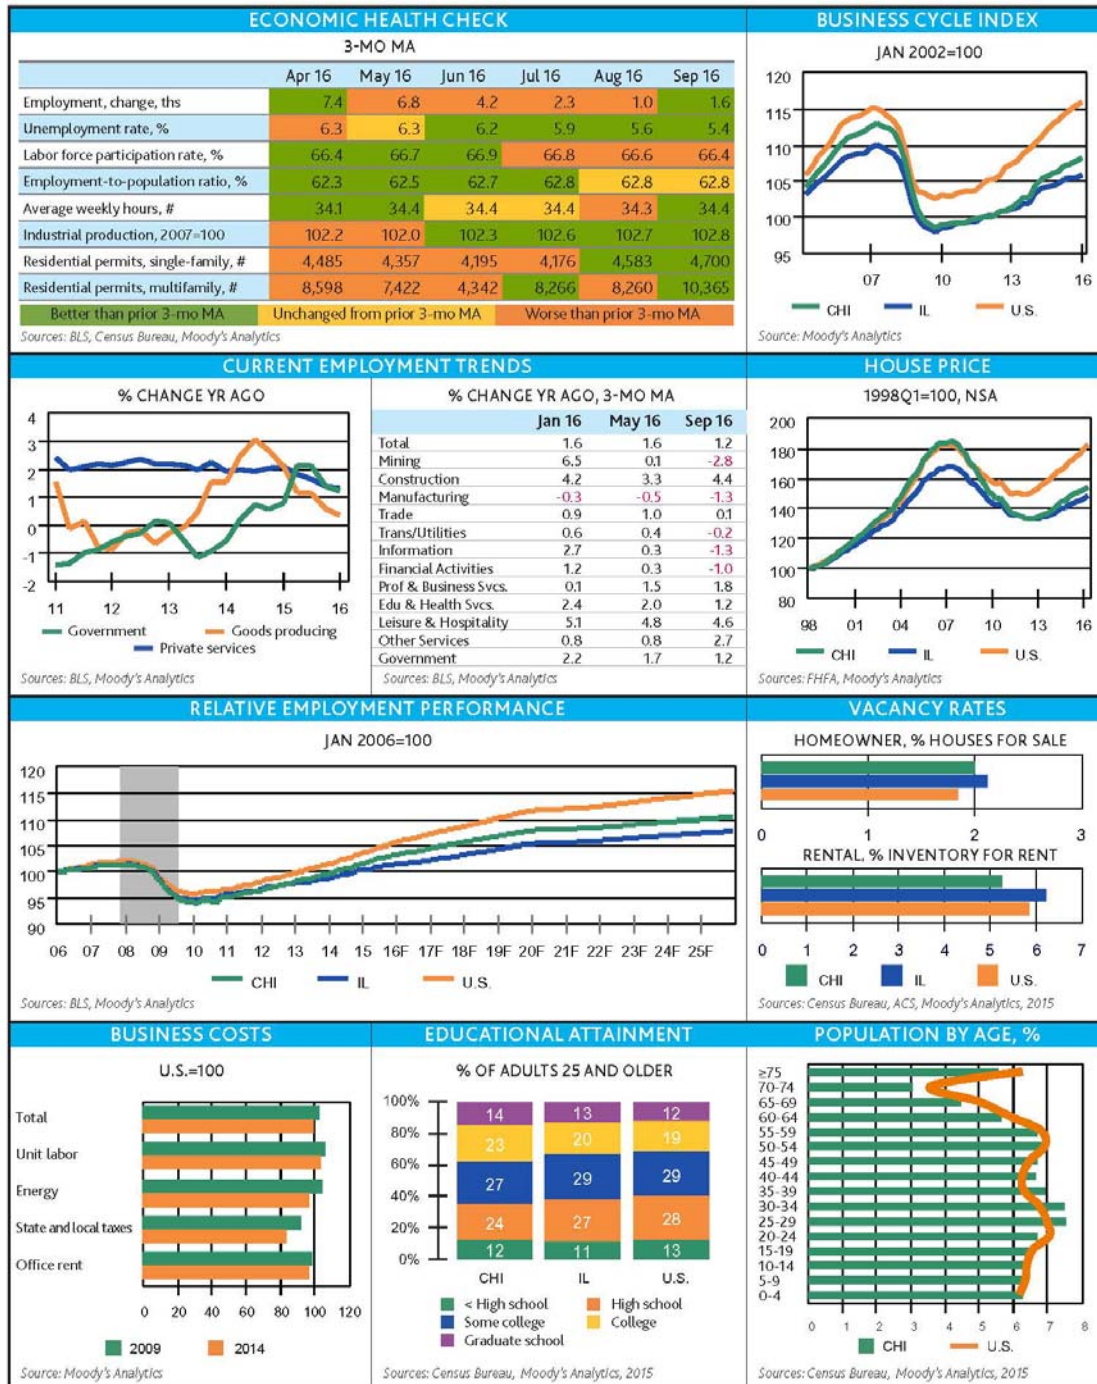 ECONOMIC HEALTH CHECK
3-MO MA
Apr 16 May 16 Jun 16 Jul 16 Aug 16 Sep 16
Employment, change, ths 7.4 6.8 4.2 2.3 1.0 1.6
Unemployment rate, % 6.3 6.3 6.2 5.9 5.6 5.4
Labor force participation rate, % 66.4 66.7 66.9 66.8 66.6 66.4
Employment-to-population ratio, % 62.3 62.5 62.7 62.8 62.8 62.8
Average weekly hours, # 34.1 34.4 34.4 34.4 34.3 34.4
Industrial production, 2007=100 102.2 102.0 102.3 102.6 102.7 102.8
Residential permits, single-family, # 4,485 4,357 4,195 4,176 4,583 4,700
Residential permits, multifamily, # 8,598 7,422 4,342 8,266 8,260 10,365
Better than prior 3-mo MA Unchanged from prior 3-mo MA Worse than prior 3-mo MA
Sources: BLS, Census Bureau, Moody's Analytics
BUSINESS CYCLE INDEX
JAN 2002=100
120
115
110
105
100
95
07 10 13 16
CHI IL U.S.
Source: Moody's Analytics
CURRENT EMPLOYMENT TRENDS
% CHANGE YR AGO
4
3
2
1
0
-1
-2
11 12 13 14 15 16
Government Goods producing
Private services
Sources: BLS, Moody's Analytics
% CHANGE YR AGO, 3-MO MA
Jan 16 May 16 Sep 16
Total 1.6 1.6 1.2
Mining 6.5 0.1 -2.8
Construction 4.2 3.3 4.4
Manufacturing -0.3 -0.5 -1.3
Trade 0.9 1.0 0.1
Trans/Utilities 0.6 0.4 -0.2
Information 2.7 0.3 -1.3
Financial Activities 1.2 0.3 -1.0
Prof & Business Svcs. 0.1 1.5 1.8
Edu & Health Svcs. 2.4 2.0 1.2
Leisure & Hospitality 5.1 4.8 4.6
Other Services 0.8 0.8 2.7
Government 2.2 1.7 1.2
Sources: BLS, Moody's Analytics
HOUSE PRICE
1998Q1=100, NSA
200
180
160
140
120
100
80
98 01 04 07 10 13 16
CHI IL U.S.
Sources: FHFA, Moody's Analytics
RELATIVE EMPLOYMENT PERFORMANCE
JAN 2006=100
120
115
110
105
100
95
90
06 07 08 09 10 11 12 13 14 15 16F 17F 18F 19F 20F 21F 22F 23F 24F 25F
CHI IL U.S.
Sources: BLS, Moody's Analytics
VACANCY RATES
HOMEOWNER, % HOUSES FOR SALE
0 1 2 3
RENTAL, % INVENTORY FOR RENT
0 1 2 3 4 5 6 7
CHI IL U.S.
Sources: Census Bureau, ACS, Moody's Analytics, 2015
BUSINESS COSTS
U.S.=100
Total
Unit labor
Energy
State and local taxes
Office rent
0 20 40 60 80 100 120
2009 2014
Source: Moody's Analytics
EDUCATIONAL ATTAINMENT
% OF ADULTS 25 AND OLDER
100%
80%
60%
40%
20%
0%
14 13 12
23 20 19
27 29 29
24 27 28
12 11 13
CHI IL U.S.
< High school High school
Some college College
Graduate school
Sources: Census Bureau, Moody's Analytics, 2015
POPULATION BY AGE, %
≥75
70-74
65-69
60-64
55-59
50-54
45-49
40-44
35-39
30-34
25-29
20-24
15-19
10-14
5-9
0-4
0 1 2 3 4 5 6 7 8
CHI U.S.
Sources: Census Bureau, Moody's Analytics, 2015